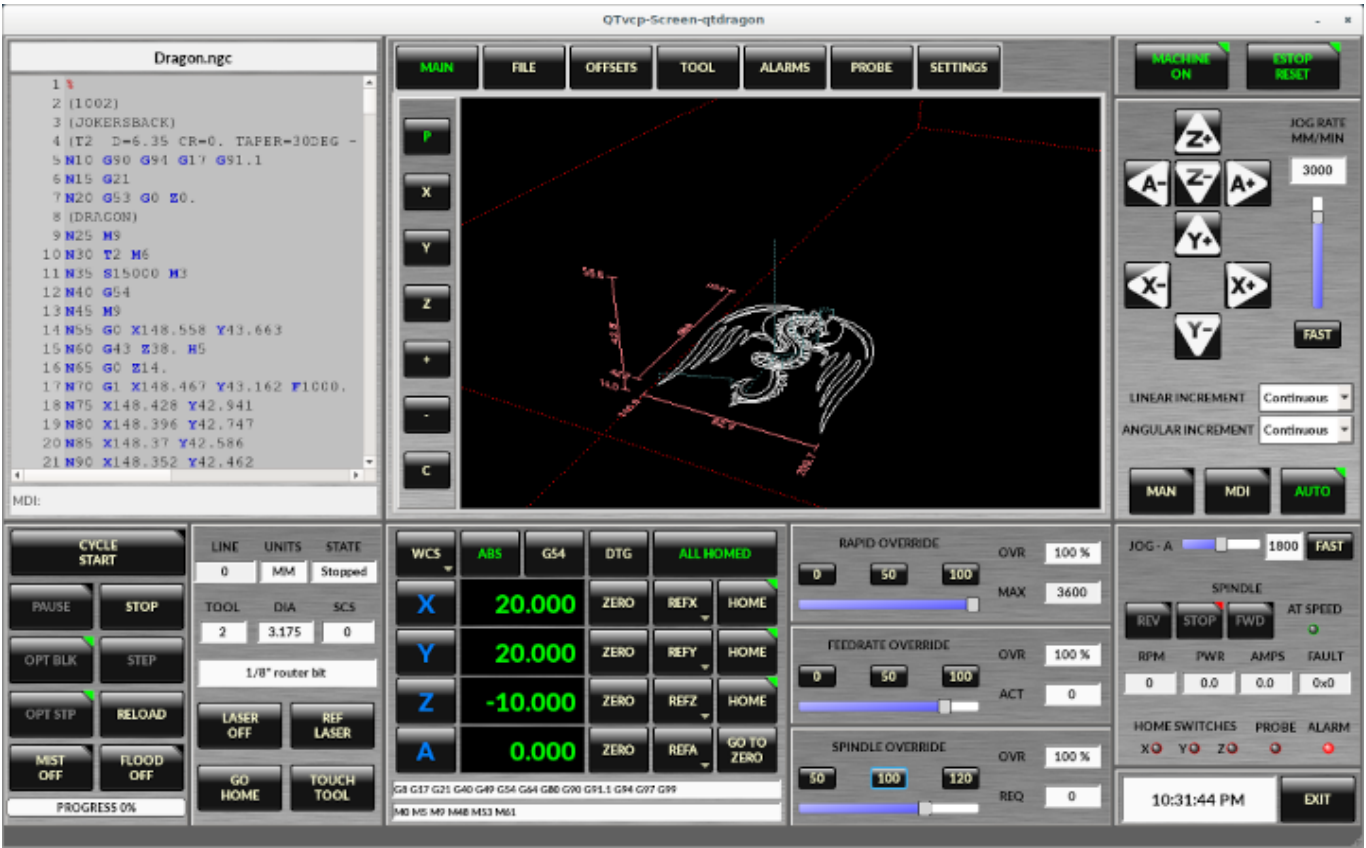 QTvcp-Screen-qtdragon
Dragon.ngc
1 %
2 (1002)
3 (JOKERSBACK)
4 (T2 D=6.35 CR=0. TAPER=30DEG -
5 N10 G90 G94 G17 G91.1
6 N15 G21
7 N20 G53 G0 Z0.
8 (DRAGON)
9 N25 M9
10 N30 T2 M6
11 N35 S15000 M3
12 N40 G54
13 N45 M9
14 N55 G0 X148.558 Y43.663
15 N60 G43 Z38. H5
16 N65 G0 Z14.
17 N70 G1 X148.467 Y43.162 F1000.
18 N75 X148.428 Y42.941
19 N80 X148.396 Y42.747
20 N85 X148.37 Y42.586
21 N90 X148.352 Y42.462
MDI:
MAIN FILE OFFSETS TOOL ALARMS PROBE SETTINGS
P
X
Y
Z
+
-
C
MACHINE ON
ESTOP RESET
Z+
A- Z- A+
Y+
X- X+
Y-
JOG RATE
MM/MIN
3000
FAST
LINEAR INCREMENT Continuous
ANGULAR INCREMENT Continuous
MAN MDI AUTO
CYCLE
START
PAUSE STOP
OPT BLK STEP
OPT STP RELOAD
MIST OFF
FLOOD OFF
PROGRESS 0%
LINE UNITS STATE
0 MM Stopped
TOOL DIA SCS
2 3.175 0
1/8" router bit
LASER OFF
REF LASER
GO HOME
TOUCH TOOL
WCS ABS G54 DTG ALL HOMED
X 20.000 ZERO REFX HOME
Y 20.000 ZERO REFY HOME
Z -10.000 ZERO REFZ HOME
A 0.000 ZERO REFA GO TO ZERO
G8 G17 G21 G40 G49 G54 G64 G80 G90 G91.1 G94 G97 G99
M0 M5 M9 M48 M53 M61
RAPID OVERRIDE
0 50 100
OVR 100 %
MAX 3600
FEEDRATE OVERRIDE
0 50 100
OVR 100 %
ACT 0
SPINDLE OVERRIDE
50 100 120
OVR 100 %
REQ 0
JOG - A 1800 FAST
SPINDLE
REV STOP FWD
AT SPEED
RPM PWR AMPS FAULT
0 0.0 0.0 0x0
HOME SWITCHES PROBE ALARM
X Y Z
10:31:44 PM EXIT